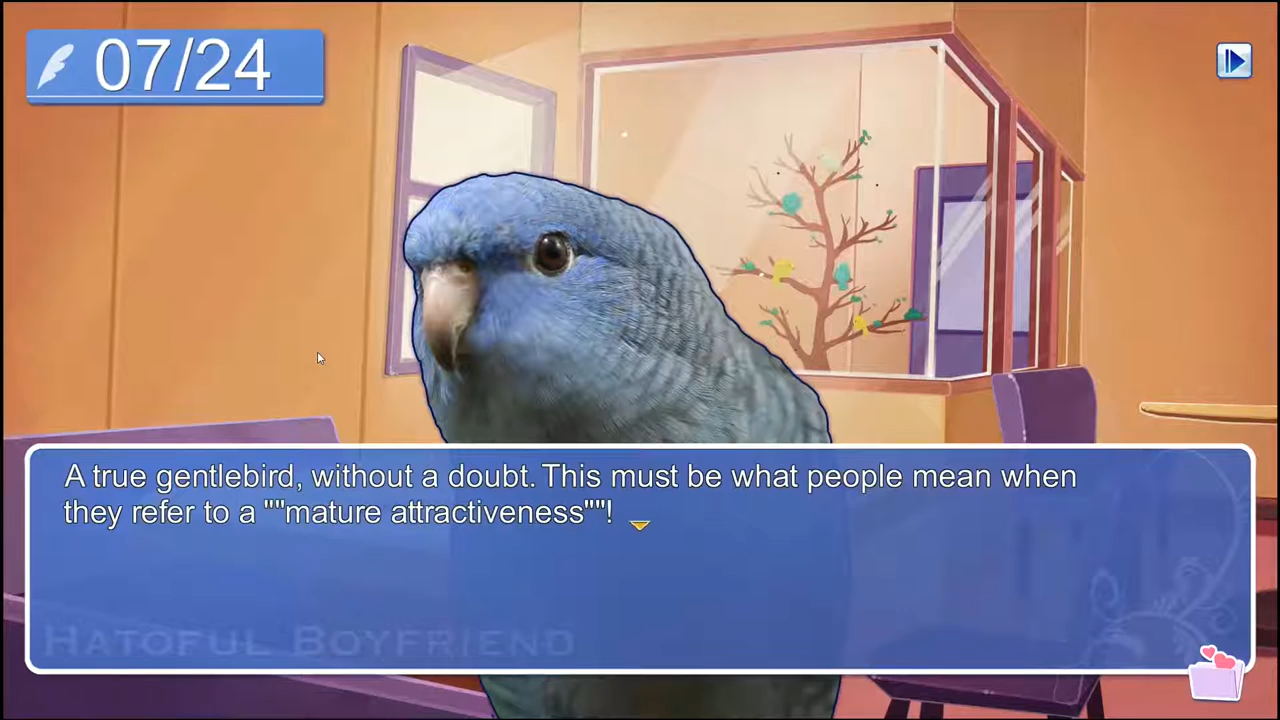 07/24
A true gentlebird, without a doubt. This must be what people mean when
they refer to a ""mature attractiveness""!
HATOFUL BOYFRIEND